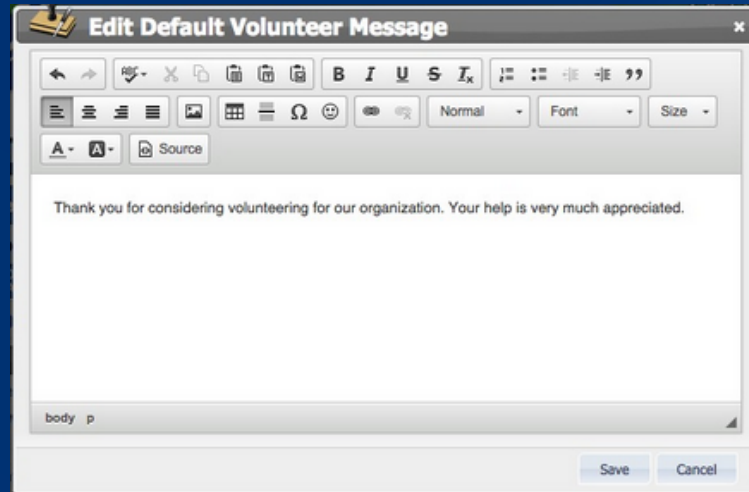 Edit Default Volunteer Message ×
B I U S Ix
Ω Normal Font Size
A A Source
Thank you for considering volunteering for our organization. Your help is very much appreciated.
body p
Save Cancel